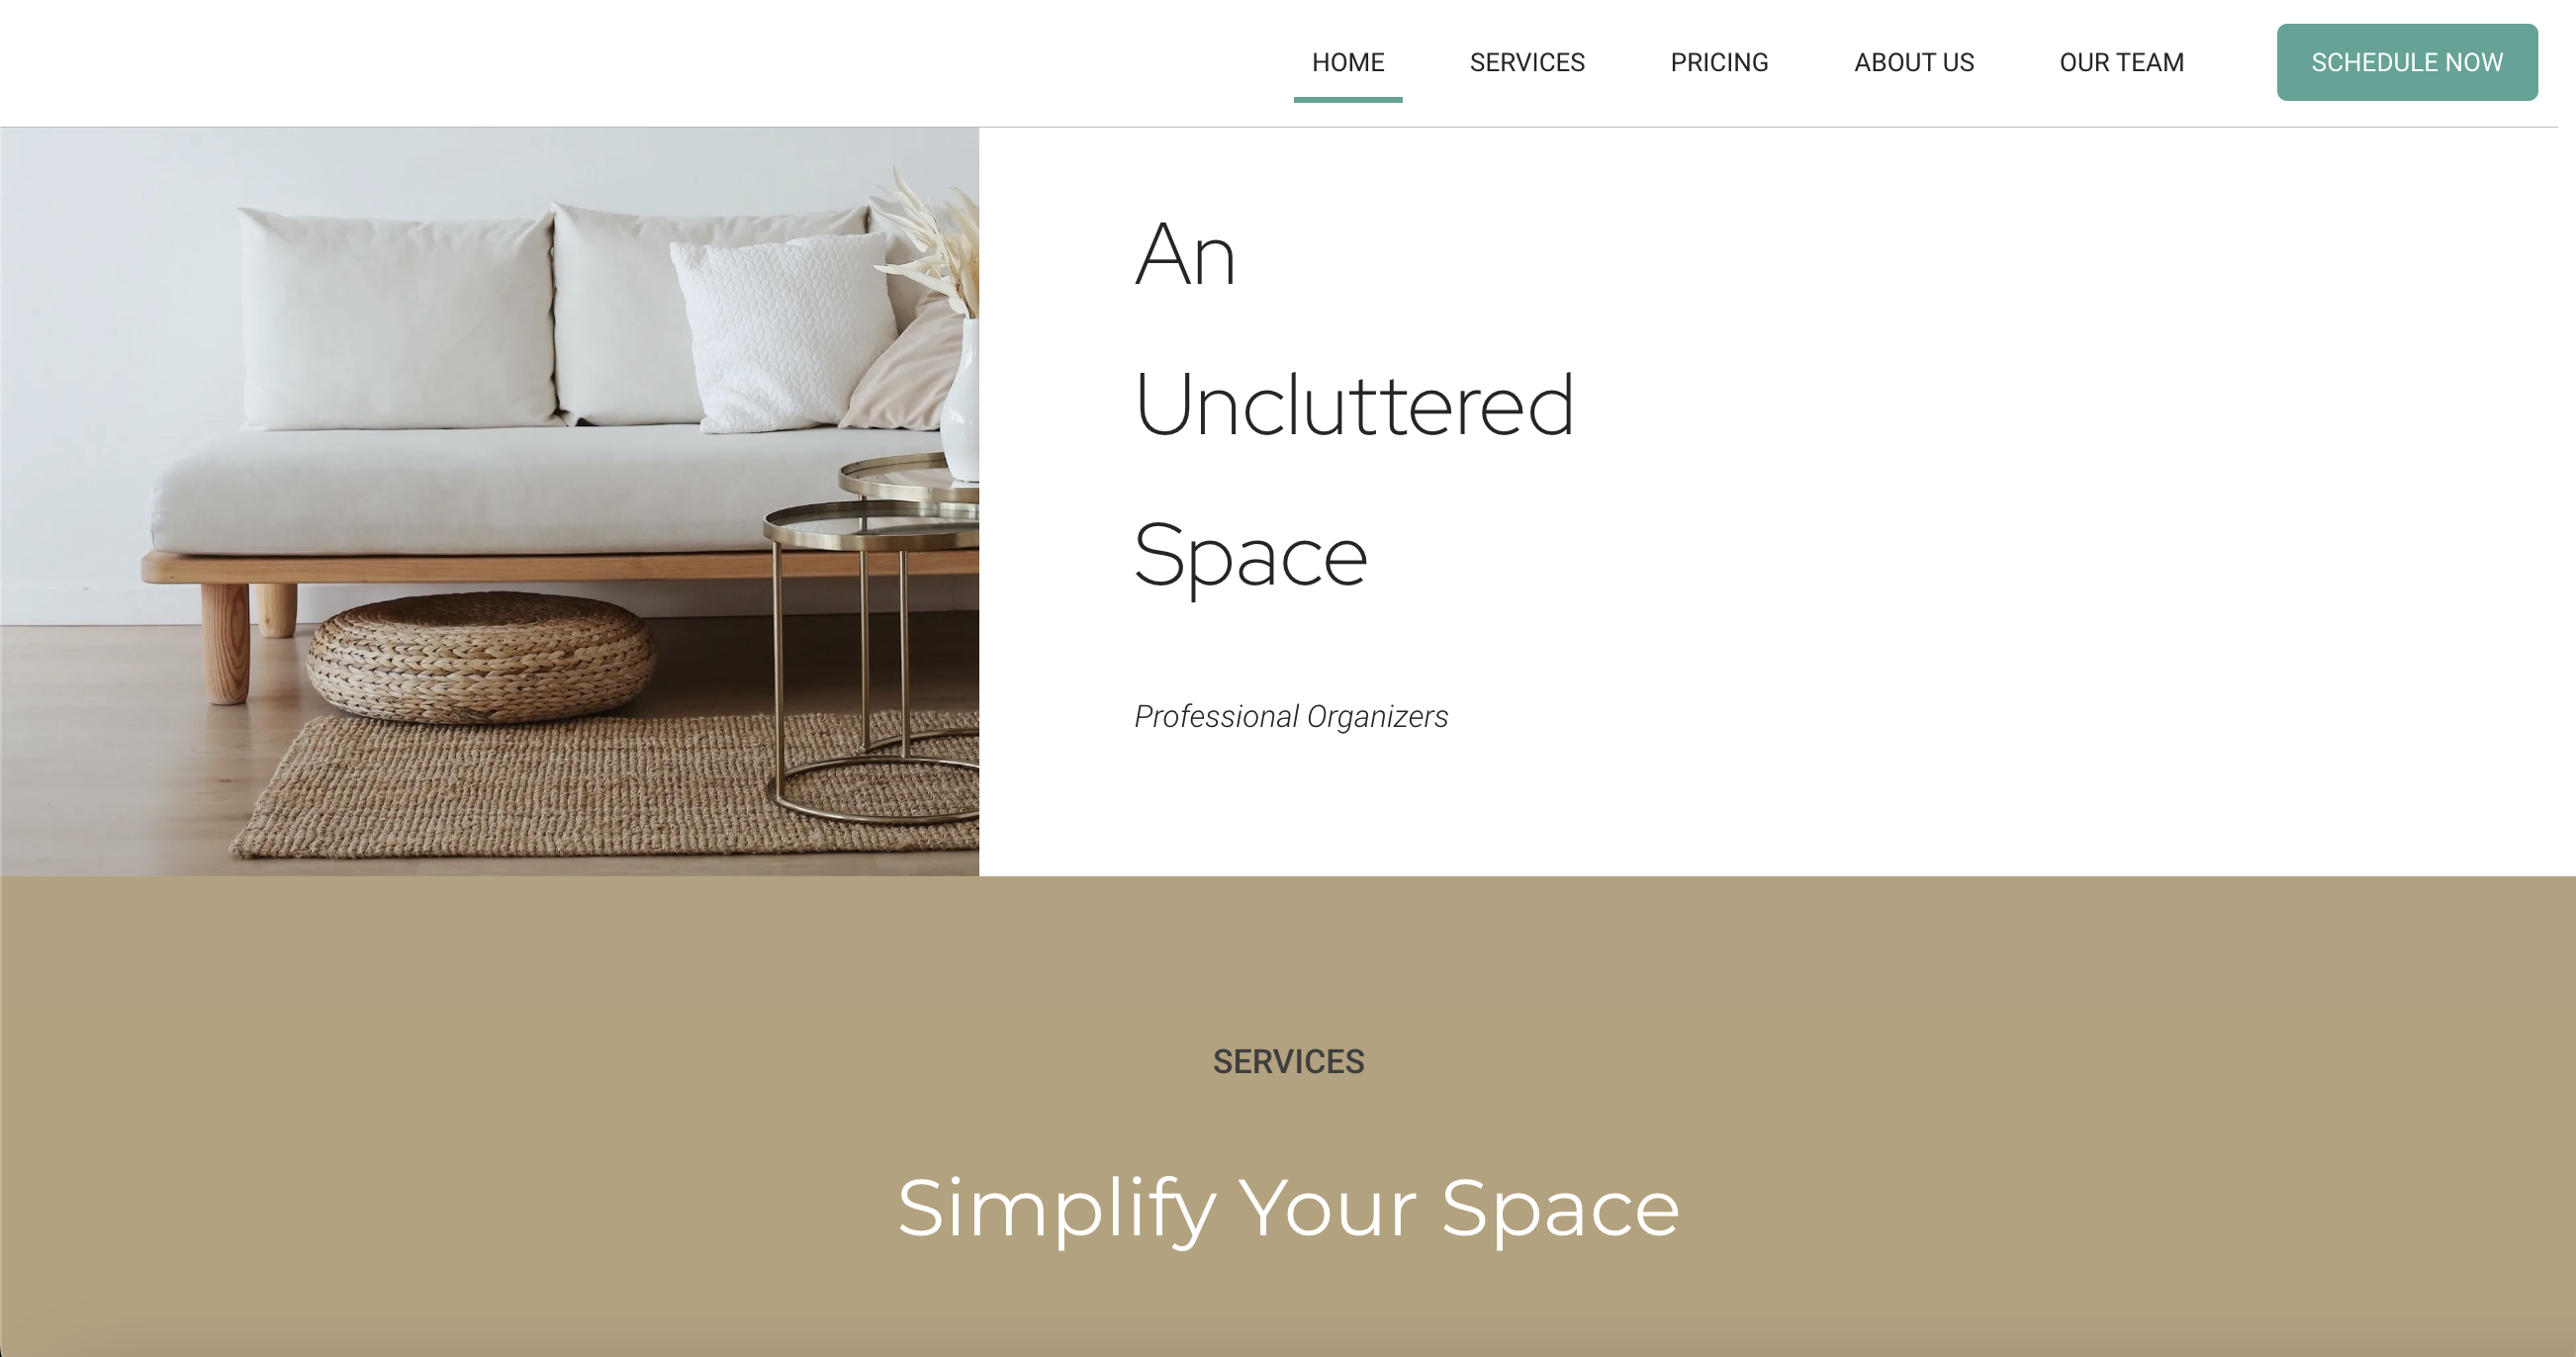 HOME SERVICES PRICING ABOUT US OUR TEAM SCHEDULE NOW
An
Uncluttered
Space
Professional Organizers
SERVICES
Simplify Your Space